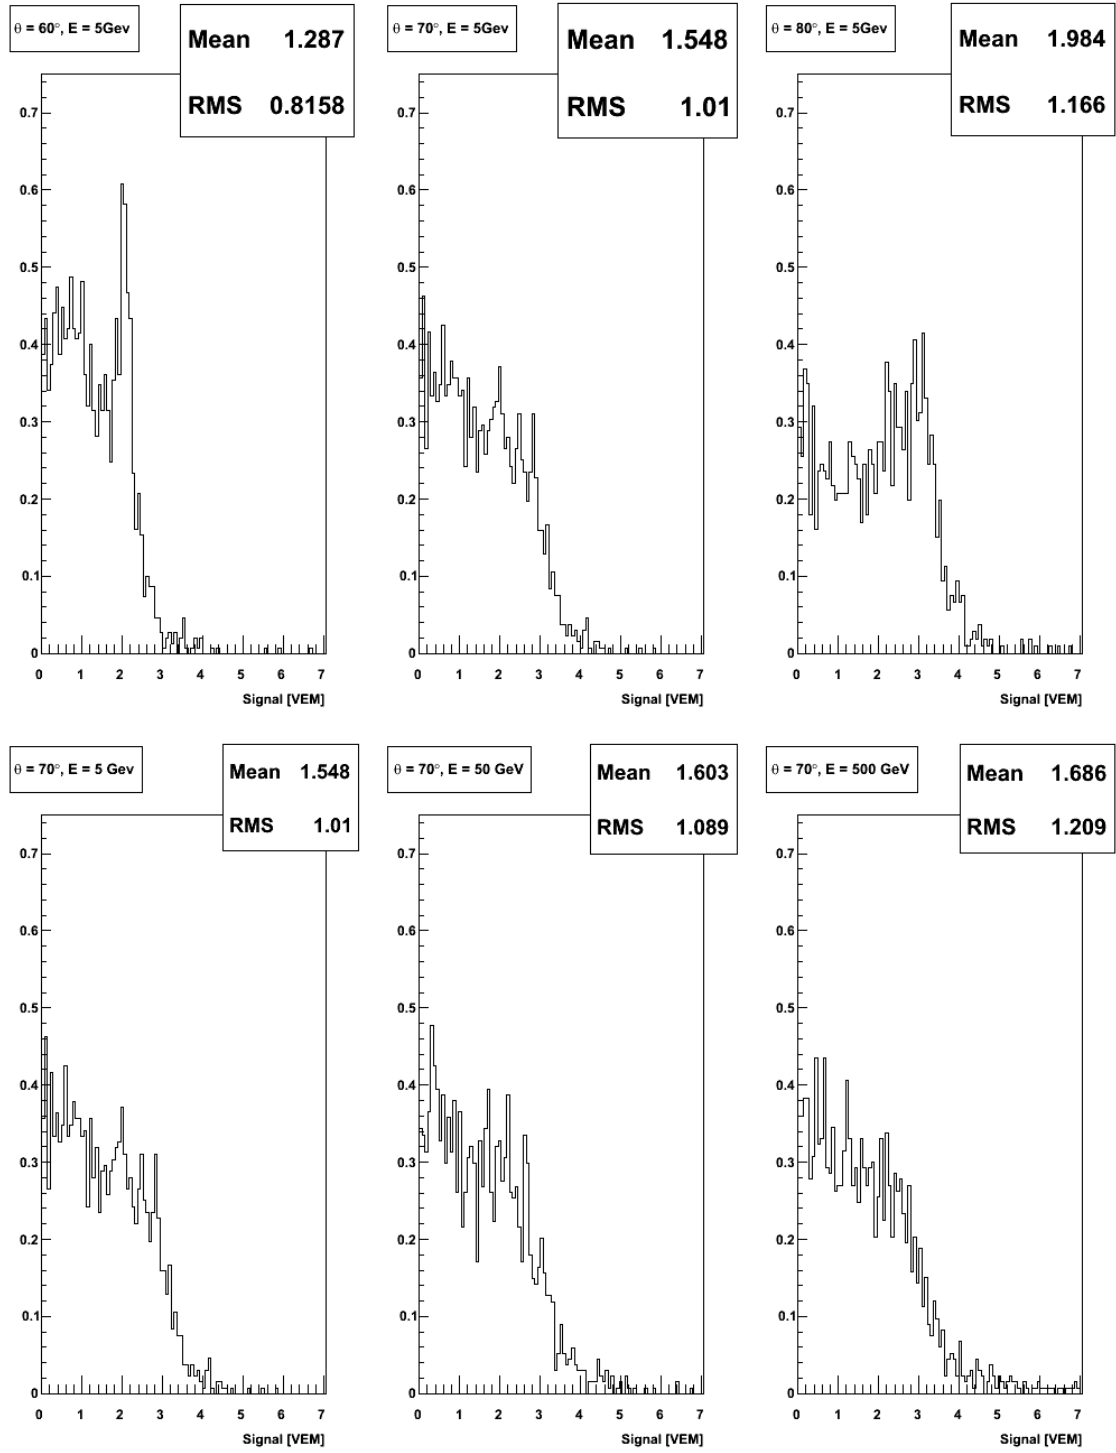 θ = 60°, E = 5Gev
Mean 1.287
RMS 0.8158
0.7
0.6
0.5
0.4
0.3
0.2
0.1
0
0 1 2 3 4 5 6 7
Signal [VEM]
θ = 70°, E = 5Gev
Mean 1.548
RMS 1.01
0.7
0.6
0.5
0.4
0.3
0.2
0.1
0
0 1 2 3 4 5 6 7
Signal [VEM]
θ = 80°, E = 5Gev
Mean 1.984
RMS 1.166
0.7
0.6
0.5
0.4
0.3
0.2
0.1
0
0 1 2 3 4 5 6 7
Signal [VEM]
θ = 70°, E = 5 Gev
Mean 1.548
RMS 1.01
0.7
0.6
0.5
0.4
0.3
0.2
0.1
0
0 1 2 3 4 5 6 7
Signal [VEM]
θ = 70°, E = 50 GeV
Mean 1.603
RMS 1.089
0.7
0.6
0.5
0.4
0.3
0.2
0.1
0
0 1 2 3 4 5 6 7
Signal [VEM]
θ = 70°, E = 500 GeV
Mean 1.686
RMS 1.209
0.7
0.6
0.5
0.4
0.3
0.2
0.1
0
0 1 2 3 4 5 6 7
Signal [VEM]